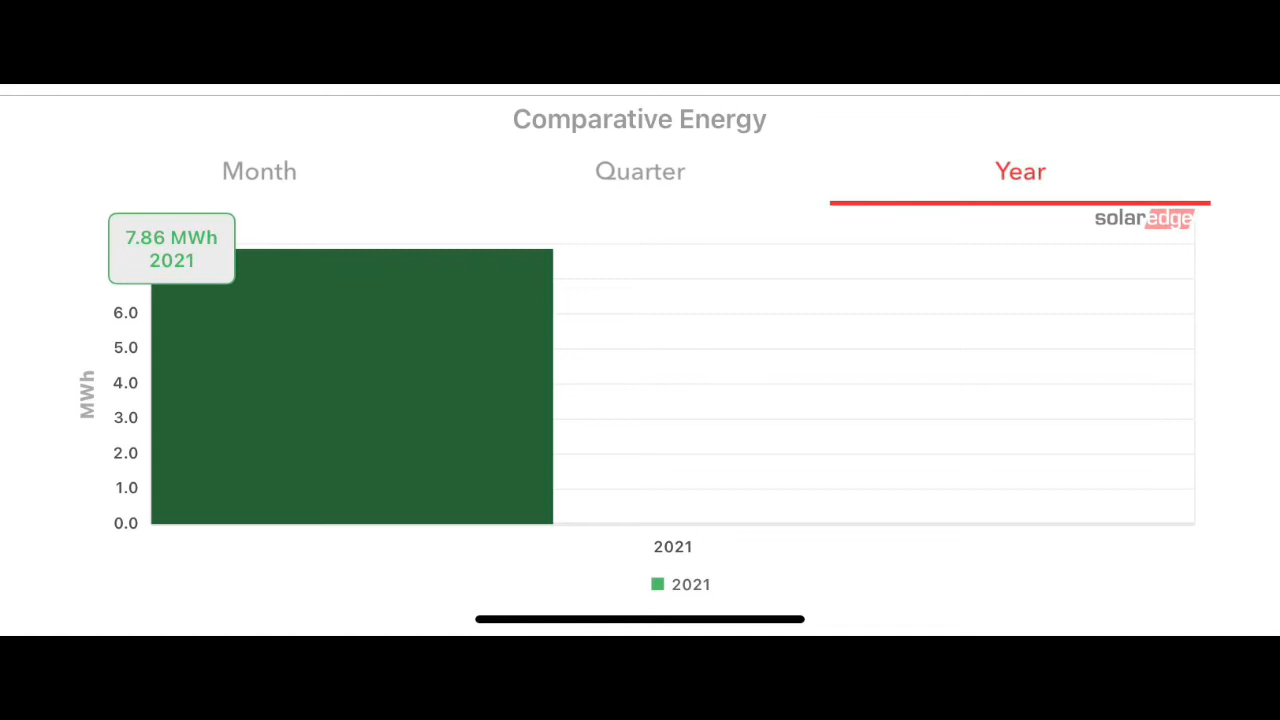 Comparative Energy
Month Quarter Year
solaredge
7.86 MWh
2021
6.0
5.0
4.0
3.0
2.0
1.0
0.0
MWh
2021
2021